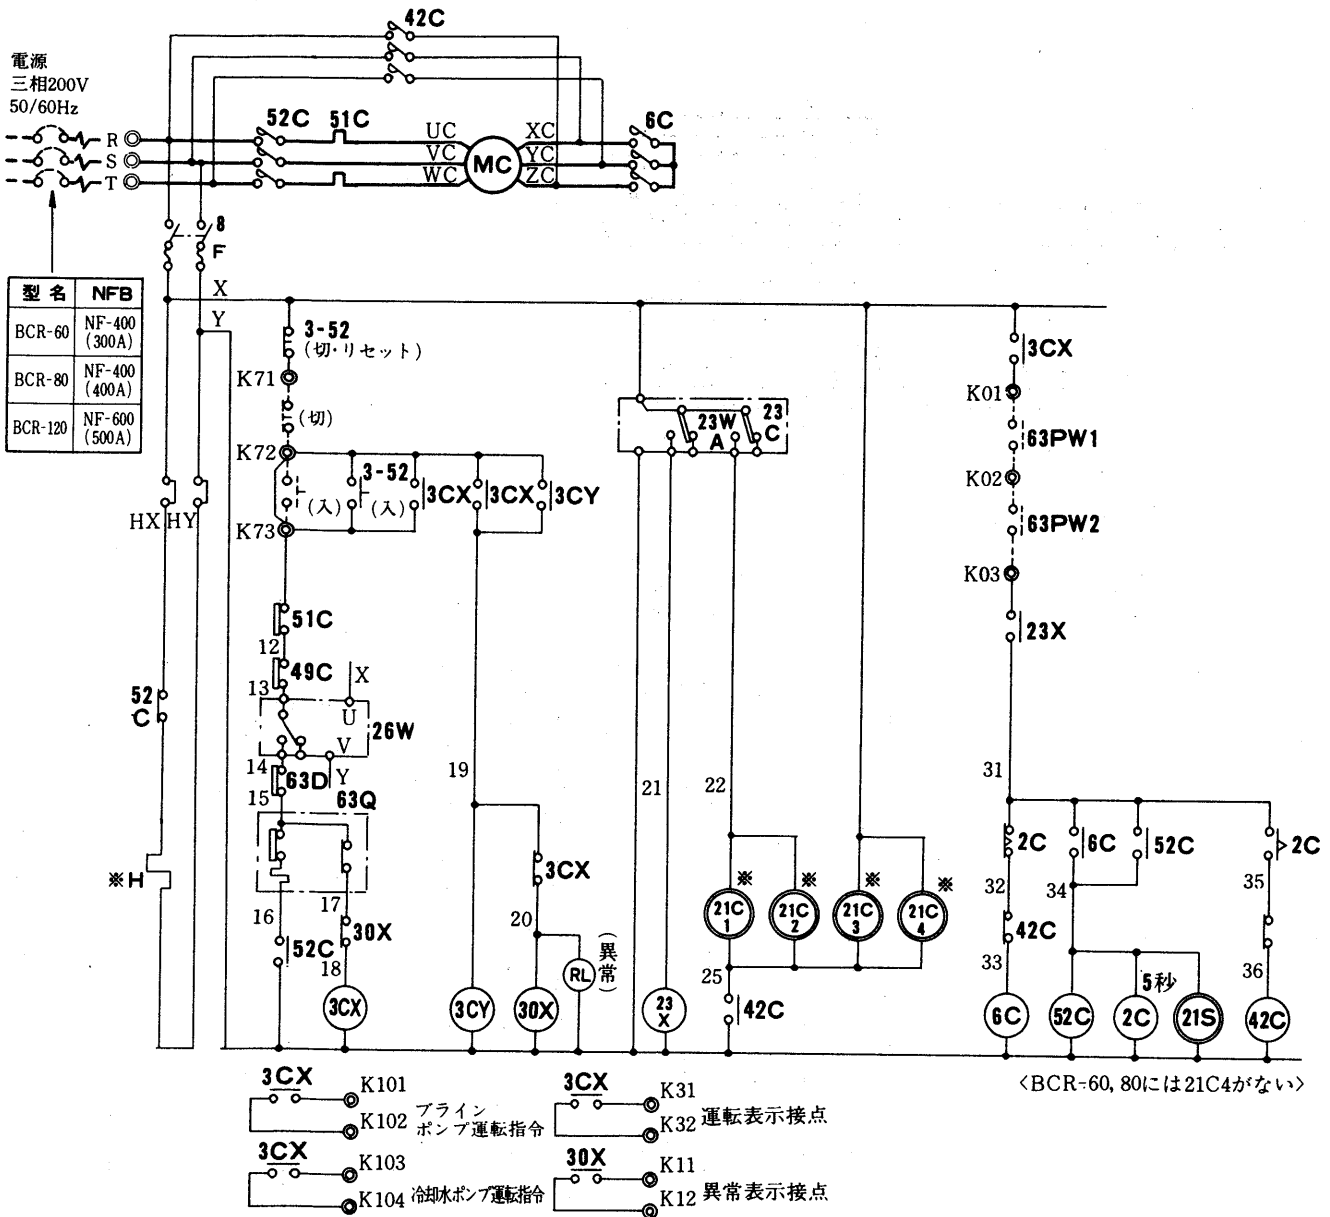 42C
電源
三相200V
50/60Hz
52C
51C
6C
R
S
T
UC
VC
WC
MC
XC
YC
ZC
8
F
型名 NFB
BCR-60 NF-400 (300A)
BCR-80 NF-400 (400A)
BCR-120 NF-600 (500A)
X
Y
3-52
(切・リセット)
K71
(切)
K72
3-52
(入)
(入)
3CX
3CX
3CY
K73
HX
HY
23W
A
23
C
3CX
K01
63PW1
K02
63PW2
K03
23X
51C
12
49C
13
X
U
26W
V
Y
14
63D
15
63Q
52
C
※H
16
17
30X
52C
18
3CX
19
3CX
20
RL
(異常)
3CY
30X
21
22
23
X
※
21C
1
※
21C
2
※
21C
3
※
21C
4
25
42C
31
2C
6C
52C
2C
32
34
35
42C
33
36
5秒
6C
52C
2C
21S
42C
<BCR-60, 80には21C4がない>
3CX
K101
K102
ブライン
ポンプ運転指令
3CX
K31
K32
運転表示接点
3CX
K103
K104
冷却水ポンプ運転指令
30X
K11
K12
異常表示接点